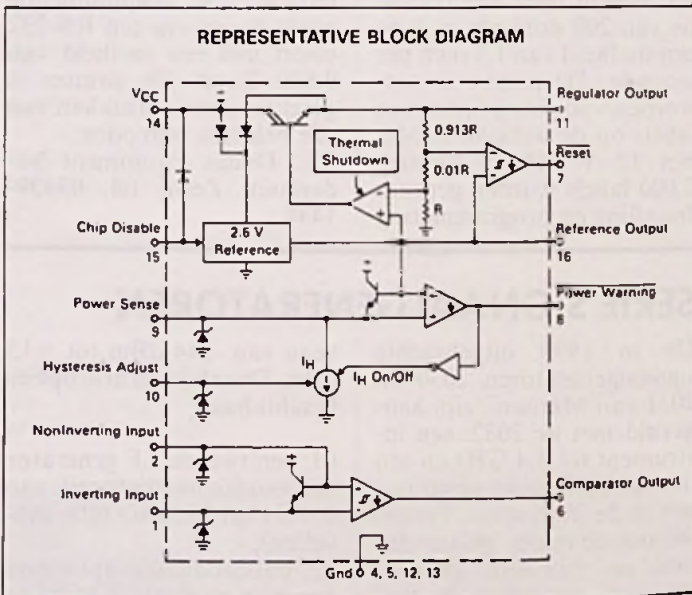 REPRESENTATIVE BLOCK DIAGRAM
VCC
14
Regulator Output
11
0.913R
Thermal
Shutdown
Reset
7
0.01R
R
Chip Disable
15
2.6 V
Reference
Reference Output
16
Power Sense
9
Power Warning
8
IH
IH On/Off
Hysteresis Adjust
10
NonInverting Input
2
Inverting Input
1
Comparator Output
6
Gnd 4, 5, 12, 13